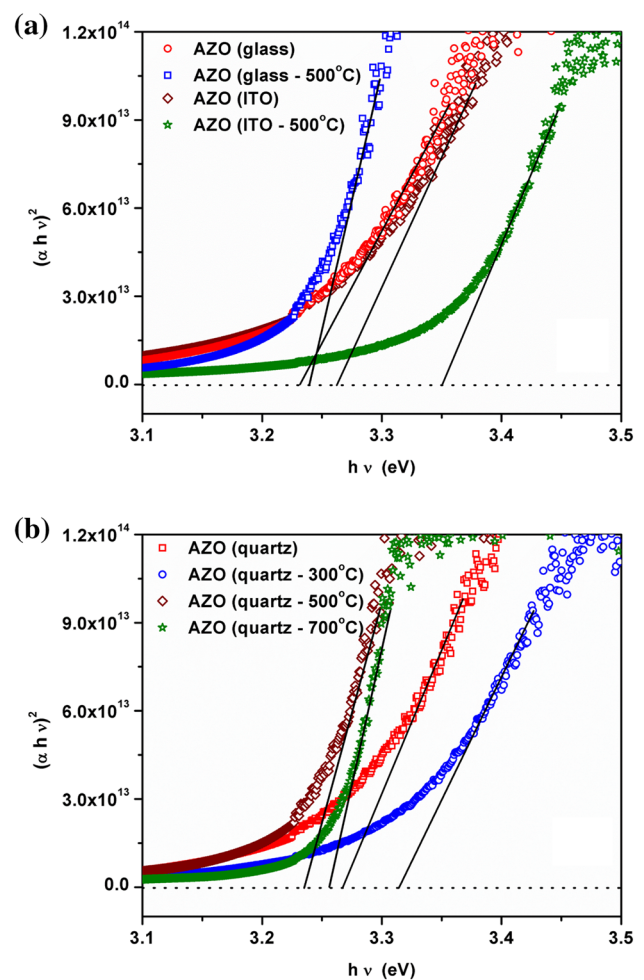 (a)
1.2x10^14
9.0x10^13
6.0x10^13
3.0x10^13
0.0
(α h ν)^2
AZO (glass)
AZO (glass - 500°C)
AZO (ITO)
AZO (ITO - 500°C)
3.1 3.2 3.3 3.4 3.5
h ν (eV)
(b)
1.2x10^14
9.0x10^13
6.0x10^13
3.0x10^13
0.0
(α h ν)^2
AZO (quartz)
AZO (quartz - 300°C)
AZO (quartz - 500°C)
AZO (quartz - 700°C)
3.1 3.2 3.3 3.4 3.5
h ν (eV)